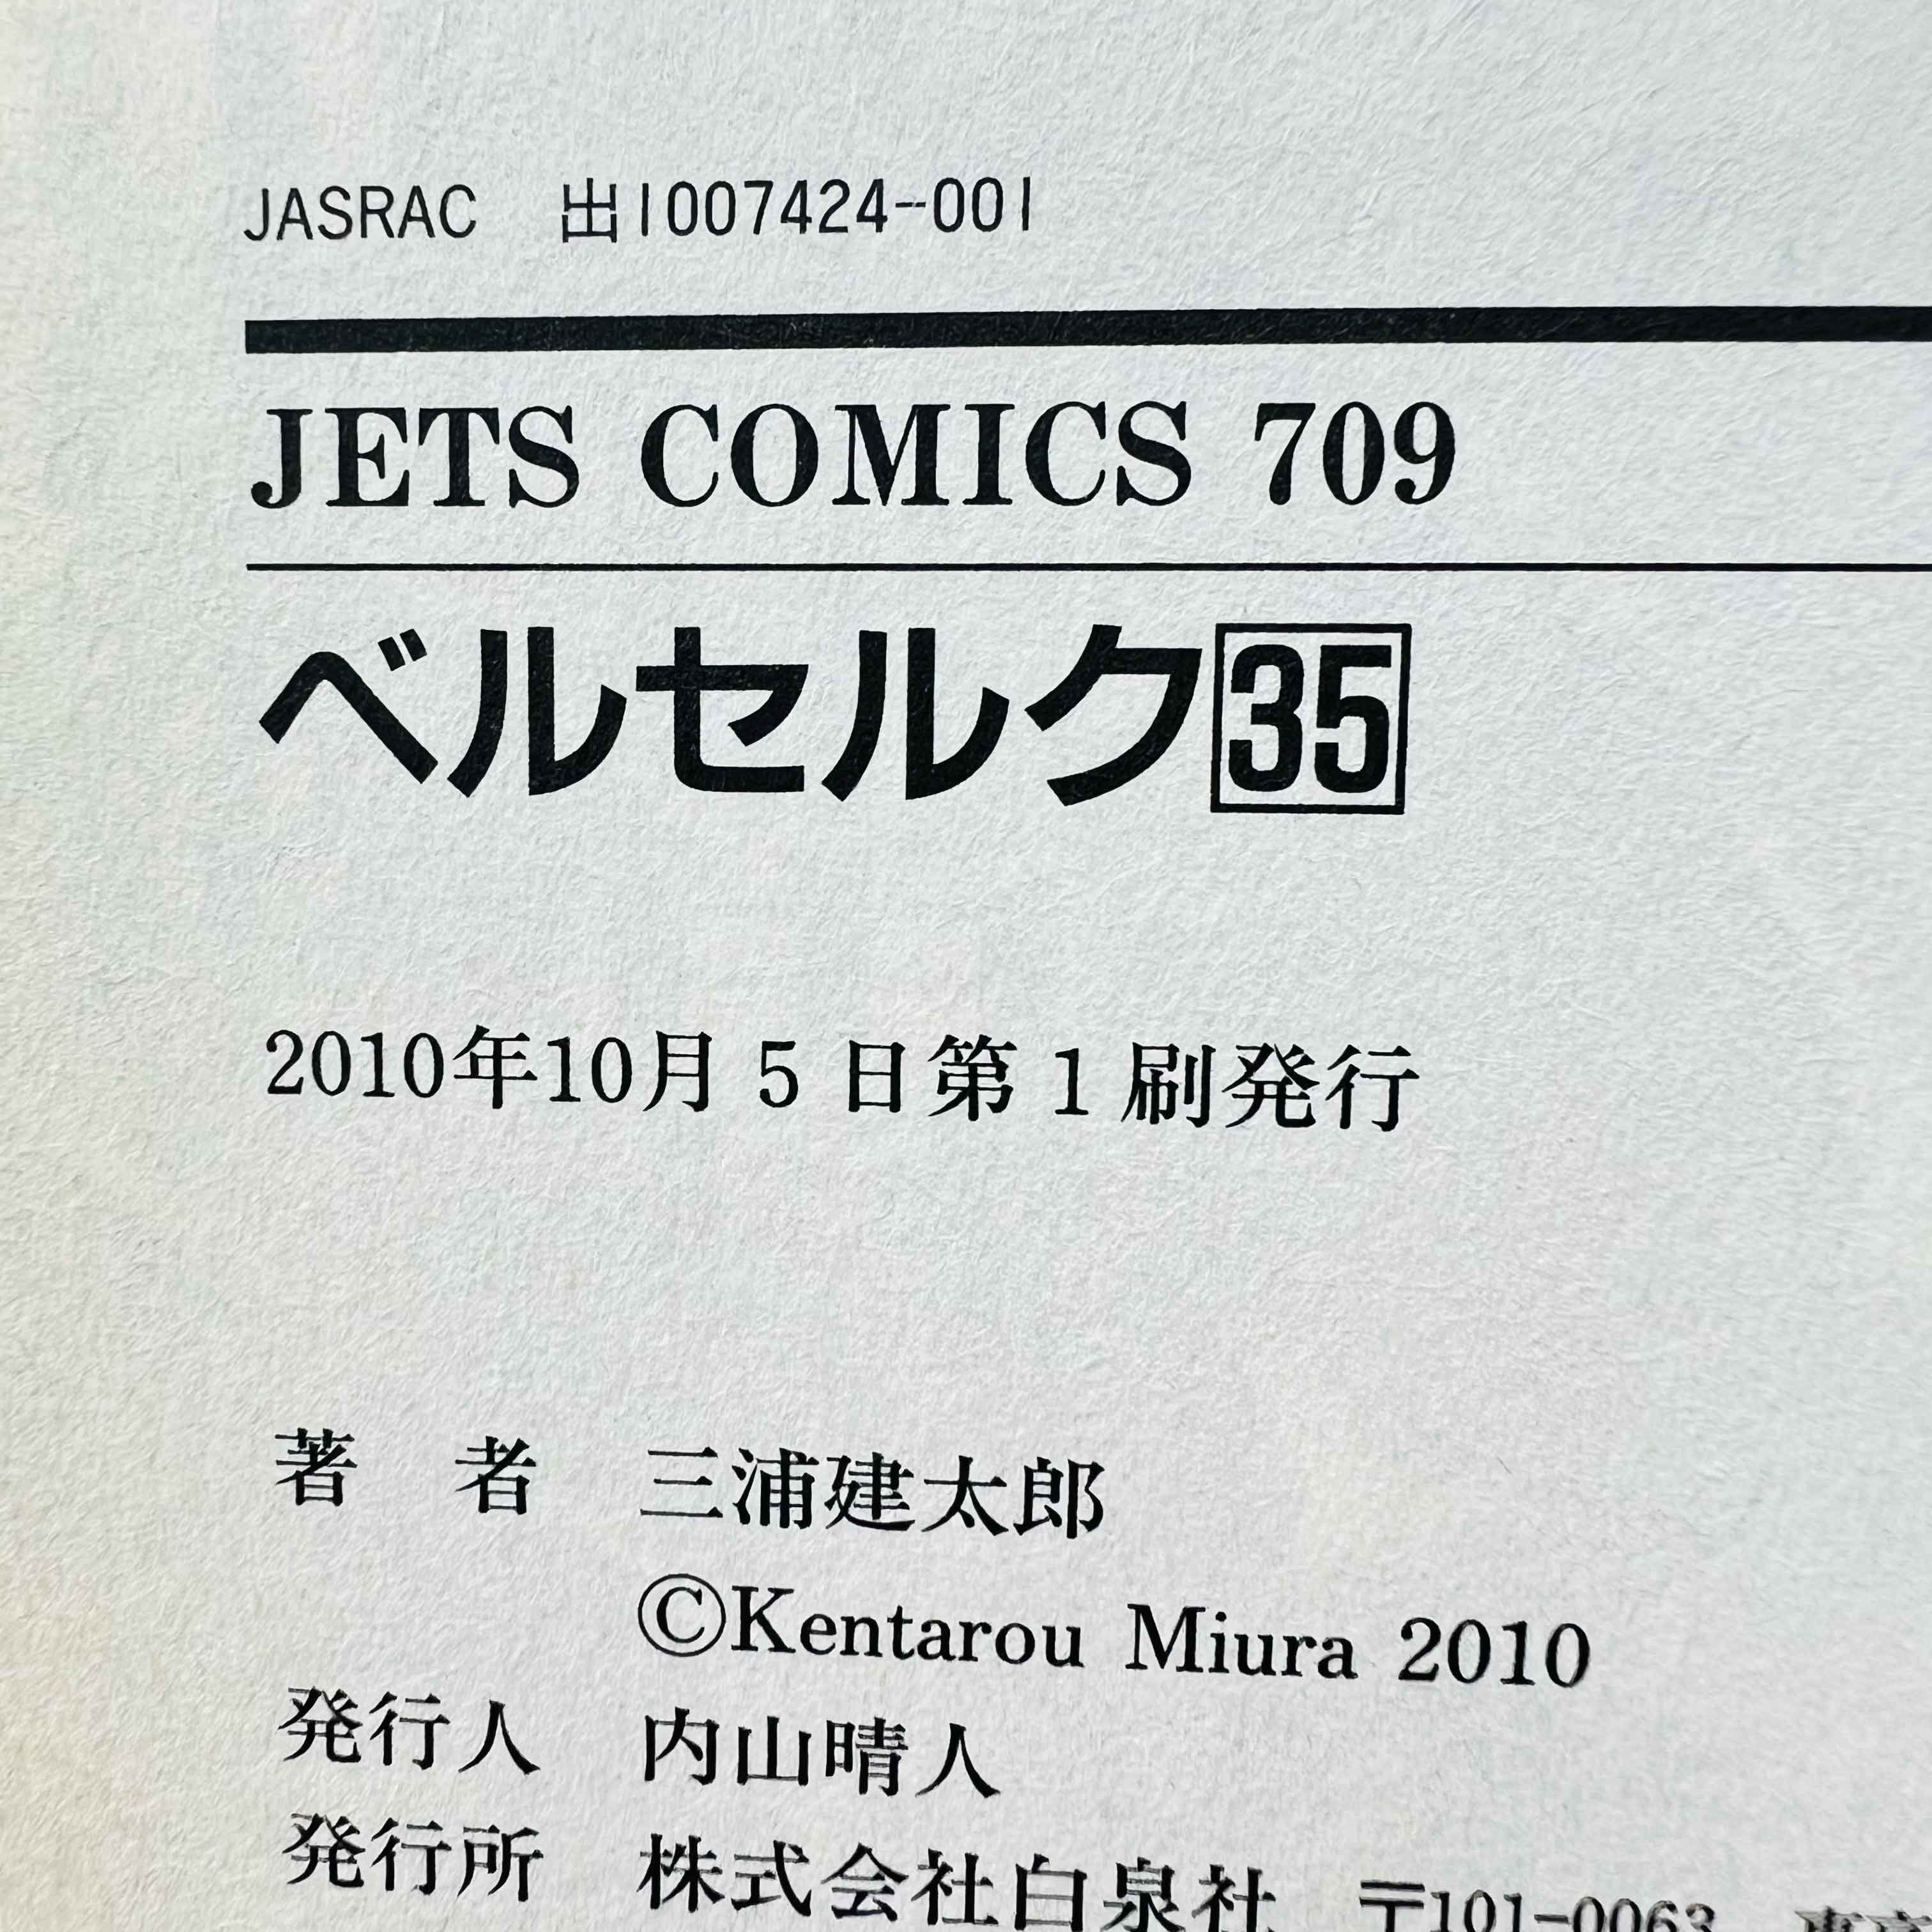 JASRAC 出1007424-001
JETS COMICS 709
ベルセルク35
2010年10月5日第1刷発行
著者 三浦建太郎
©Kentarou Miura 2010
発行人 内山晴人
発行所 株式会社白泉社 〒101-0063